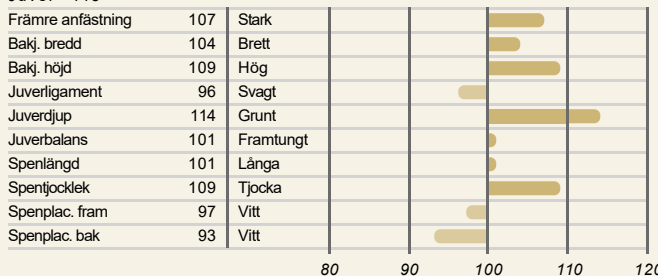 Främre anfästning 107 Stark
Bakj. bredd 104 Brett
Bakj. höjd 109 Hög
Juverligament 96 Svagt
Juverdjup 114 Grunt
Juverbalans 101 Framtungt
Spenlängd 101 Långa
Spentjocklek 109 Tjocka
Spenplac. fram 97 Vitt
Spenplac. bak 93 Vitt
80 90 100 110 120